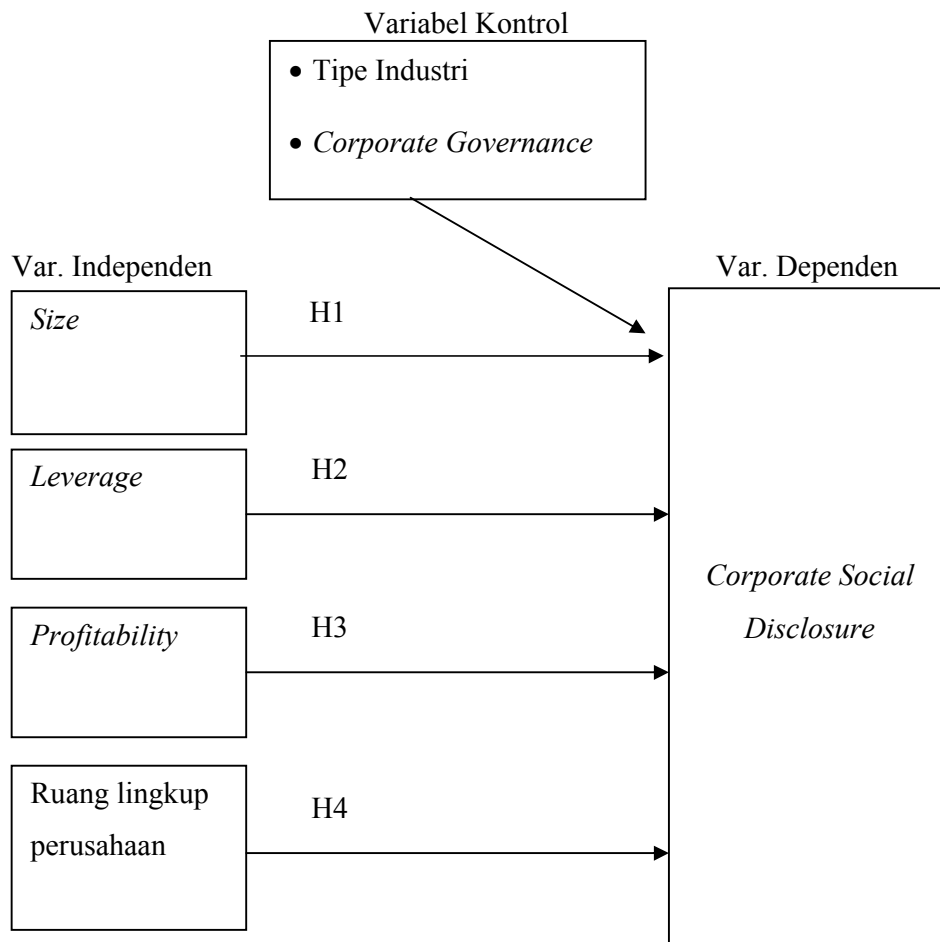 Variabel Kontrol
• Tipe Industri
• Corporate Governance
Var. Independen
Var. Dependen
Size
H1
Leverage
H2
Profitability
H3
Ruang lingkup
perusahaan
H4
Corporate Social
Disclosure